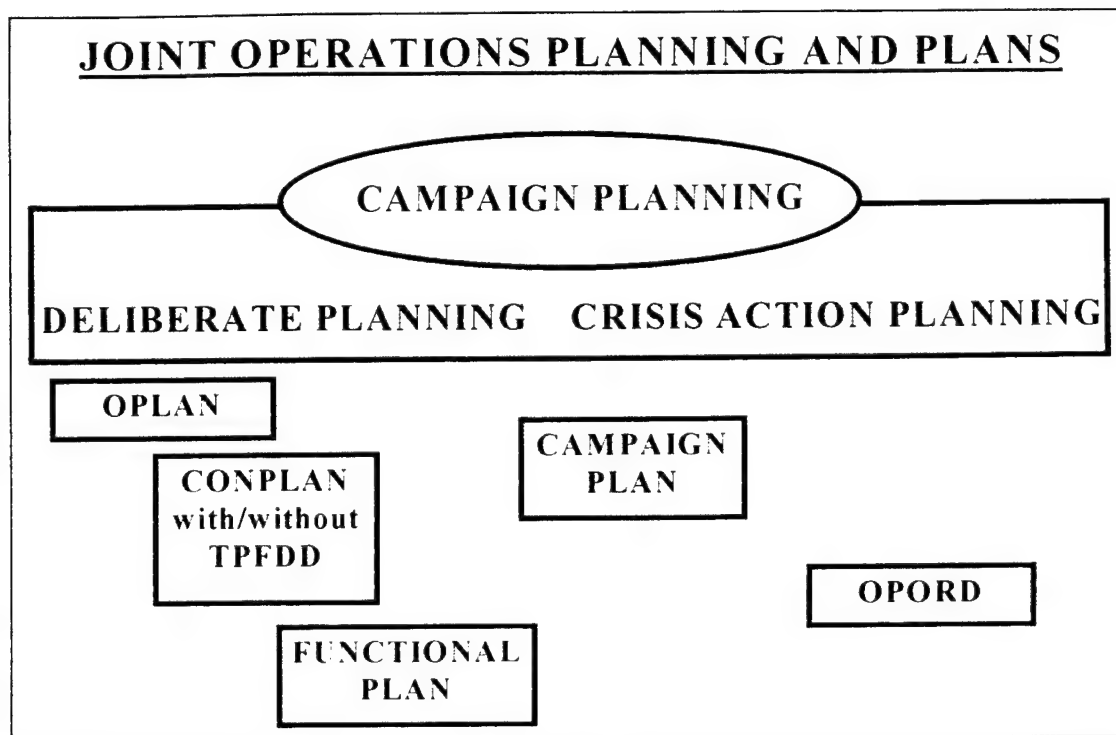 JOINT OPERATIONS PLANNING AND PLANS
CAMPAIGN PLANNING
DELIBERATE PLANNING CRISIS ACTION PLANNING
OPLAN
CAMPAIGN
PLAN
CONPLAN
with/without
TPFDD
OPORD
FUNCTIONAL
PLAN